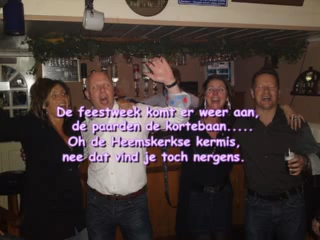 De feestweek komt er weer aan,
de paarden de kortebaan.....
Oh de Heemskerkse kermis,
nee dat vind je toch nergens.